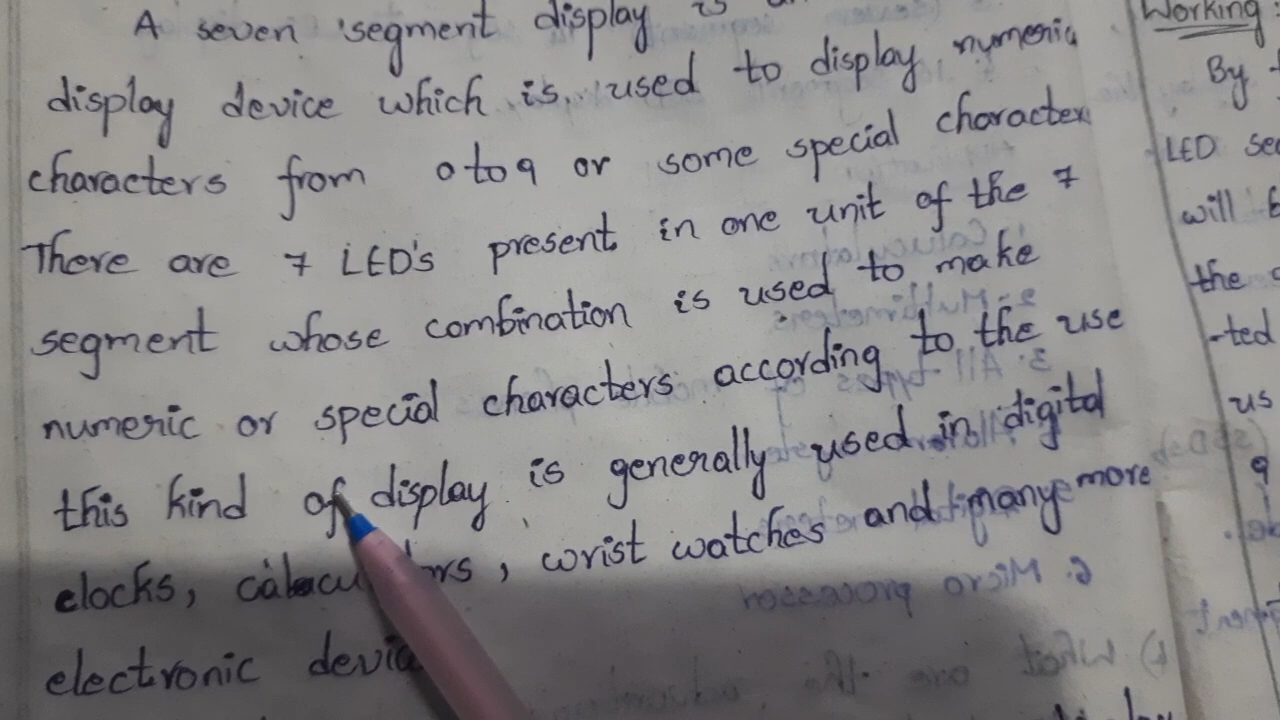 A seven segment display is
display device which is used to display numeric
characters from 0 to 9 or some special character
There are 7 LED's present in one unit of the 7
segment whose combination is used to make
numeric or special characters according to the use
this kind of display is generally used in digital
clocks, wrist watches and many more
electronic
Working :
By
LED
will
the
-ted
us
9